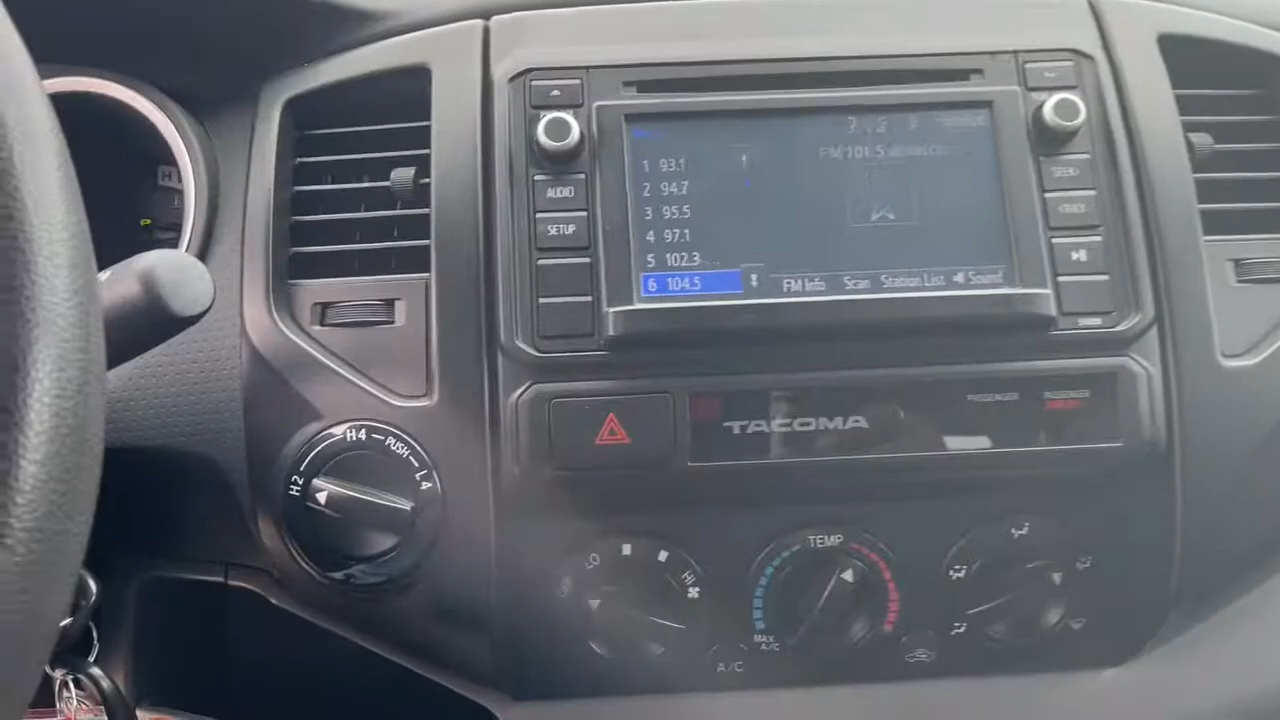 AUDIO
SETUP
1 93.1
2 94.7
3 95.5
4 97.1
5 102.3
6 104.5
FM 104.5
FM Info Scan Station List Sound
SEEK
TRACK
TACOMA
PASSENGER
PASSENGER
H2 H4 PUSH L4
LO HI
TEMP
MAX
A/C
A/C
H
P